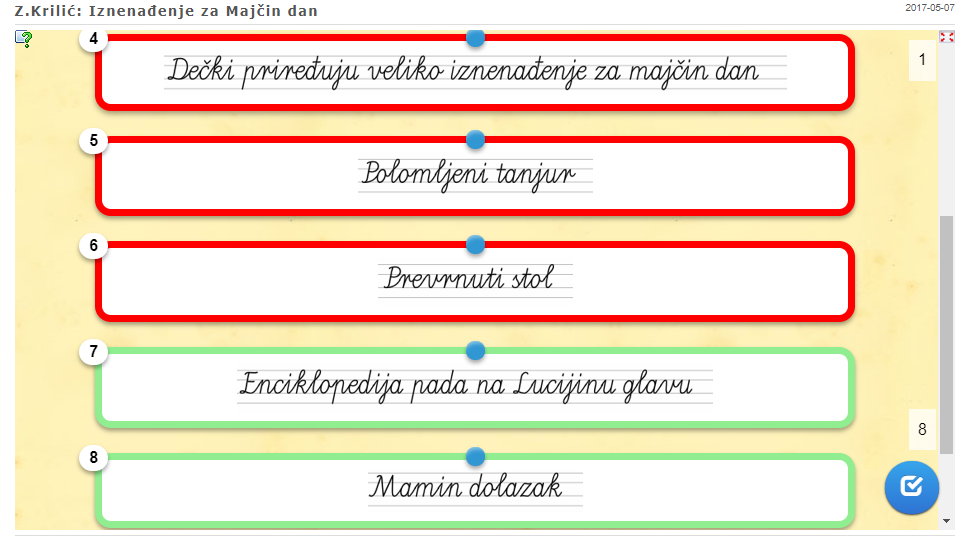 Z.Krilić: Iznenađenje za Majčin dan
2017-05-07
4
Dečki priređuju veliko iznenađenje za majčin dan
1
5
Polomljeni tanjur
6
Prevrnuti stol
7
Enciklopedija pada na Lucijinu glavu
8
8
Mamin dolazak